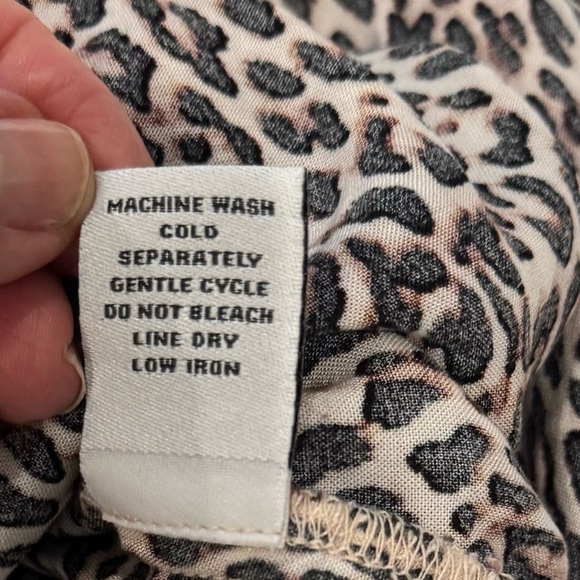 MACHINE WASH
COLD
SEPARATELY
GENTLE CYCLE
DO NOT BLEACH
LINE DRY
LOW IRON